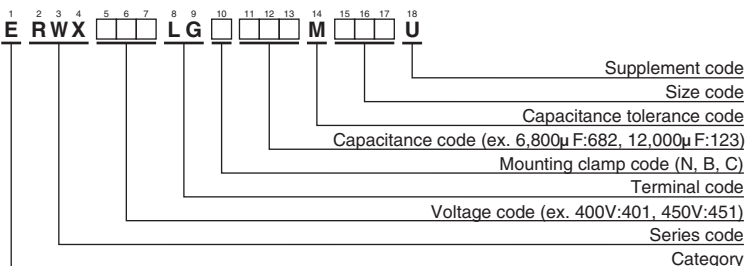 1 2 3 4 5 6 7 8 9 10 11 12 13 14 15 16 17 18
E RWX □□□ LG □ □□□ M □□□ U
Supplement code
Size code
Capacitance tolerance code
Capacitance code (ex. 6,800μF:682, 12,000μF:123)
Mounting clamp code (N, B, C)
Terminal code
Voltage code (ex. 400V:401, 450V:451)
Series code
Category